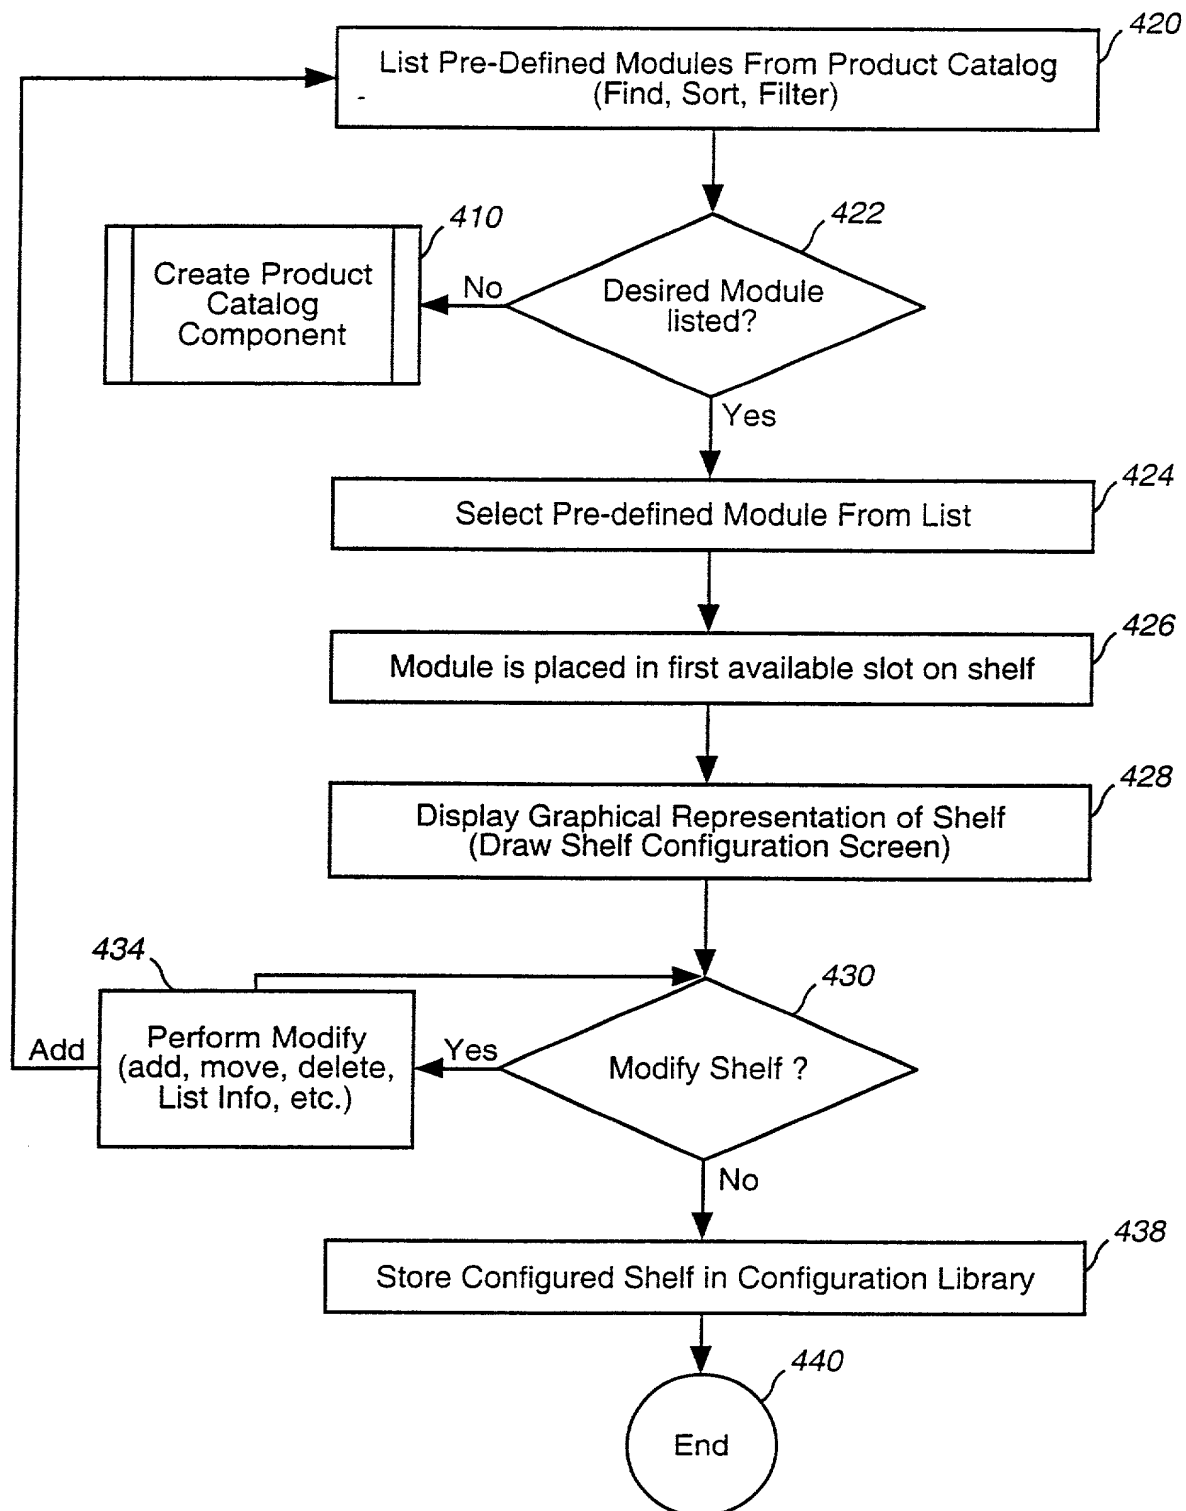 420
List Pre-Defined Modules From Product Catalog
(Find, Sort, Filter)
410
422
Create Product
Catalog
Component
No
Desired Module
listed?
Yes
424
Select Pre-defined Module From List
426
Module is placed in first available slot on shelf
428
Display Graphical Representation of Shelf
(Draw Shelf Configuration Screen)
434
430
Add
Perform Modify
(add, move, delete,
List Info, etc.)
Yes
Modify Shelf ?
No
438
Store Configured Shelf in Configuration Library
440
End